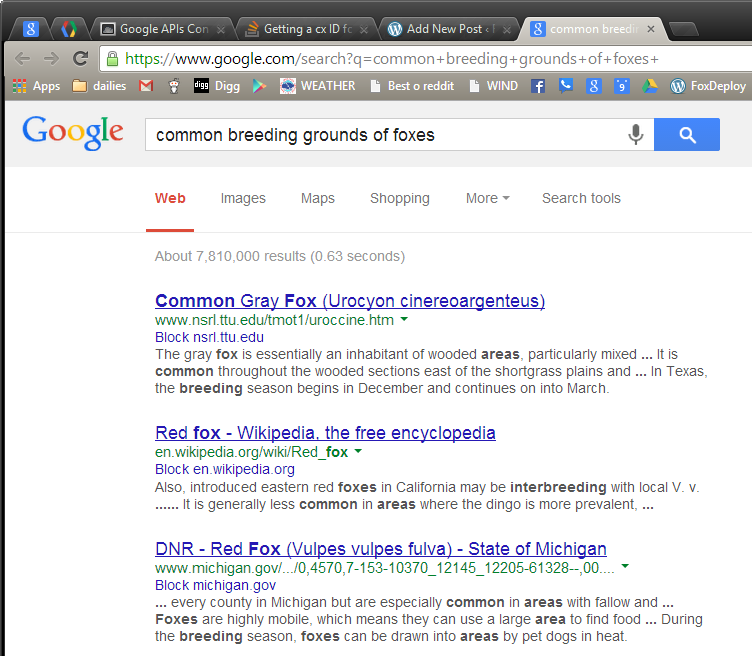 Google APIs Con
Getting a cx ID fo
Add New Post ‹ F
common breedin
https://www.google.com/search?q=common+breeding+grounds+of+foxes+
Apps dailies digg Digg WEATHER Best o reddit WIND FoxDeploy
Google common breeding grounds of foxes
Web Images Maps Shopping More Search tools
About 7,810,000 results (0.63 seconds)
Common Gray Fox (Urocyon cinereoargenteus)
www.nsrl.ttu.edu/tmot1/uroccine.htm
Block nsrl.ttu.edu
The gray fox is essentially an inhabitant of wooded areas, particularly mixed ... It is
common throughout the wooded sections east of the shortgrass plains and ... In Texas,
the breeding season begins in December and continues on into March.
Red fox - Wikipedia, the free encyclopedia
en.wikipedia.org/wiki/Red_fox
Block en.wikipedia.org
Also, introduced eastern red foxes in California may be interbreeding with local V. v.
...... It is generally less common in areas where the dingo is more prevalent, ...
DNR - Red Fox (Vulpes vulpes fulva) - State of Michigan
www.michigan.gov/.../0,4570,7-153-10370_12145_12205-61328--,00....
Block michigan.gov
... every county in Michigan but are especially common in areas with fallow and ...
Foxes are highly mobile, which means they can use a large area to find food ... During
the breeding season, foxes can be drawn into areas by pet dogs in heat.